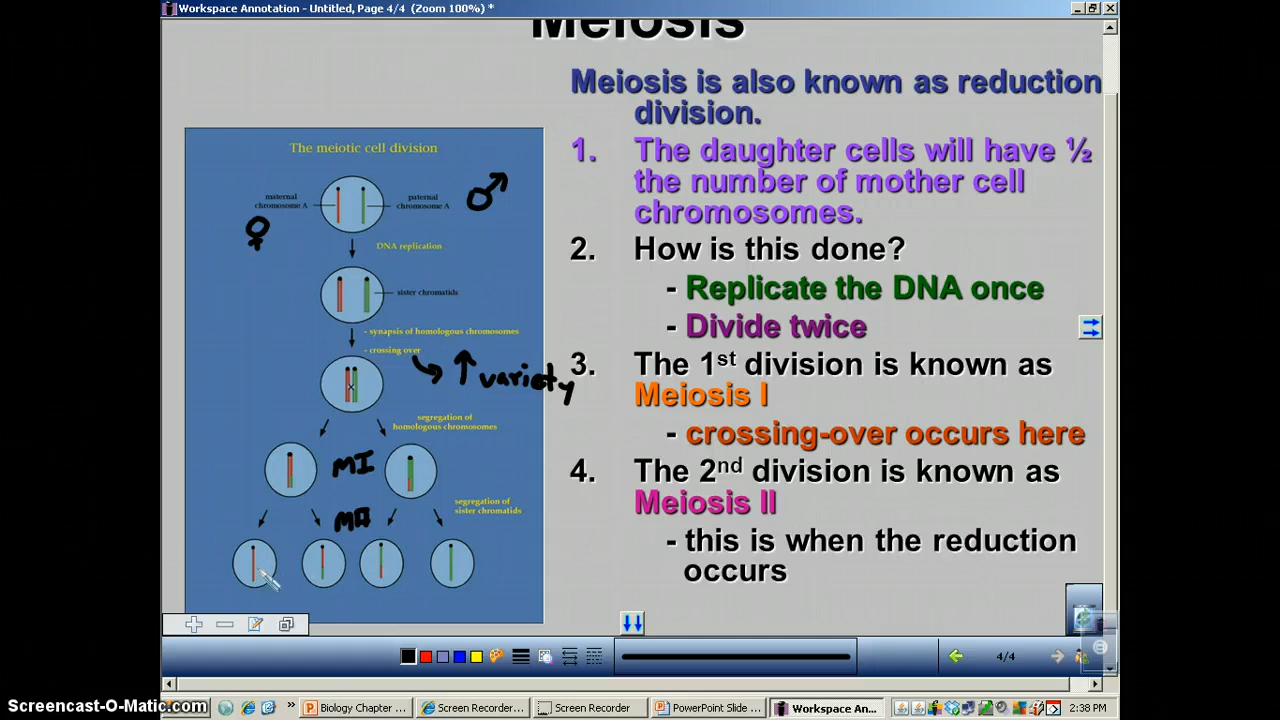 Workspace Annotation - Untitled, Page 4/4 (Zoom 100%) *
Meiosis
Meiosis is also known as reduction
division.
1. The daughter cells will have ½
the number of mother cell
chromosomes.
2. How is this done?
- Replicate the DNA once
- Divide twice
3. The 1st division is known as
Meiosis I
- crossing-over occurs here
4. The 2nd division is known as
Meiosis II
- this is when the reduction
occurs
The meiotic cell division
maternal
chromosome A
paternal
chromosome A
♂
♀
DNA replication
sister chromatids
- synapsis of homologous chromosomes
- crossing over
↑ variety
segregation of
homologous chromosomes
MI
segregation of
sister chromatids
MII
4/4
Screencast-O-Matic.com
»
Biology Chapter ...
Screen Recorder...
Screen Recorder
PowerPoint Slide ...
Workspace An...
2:38 PM